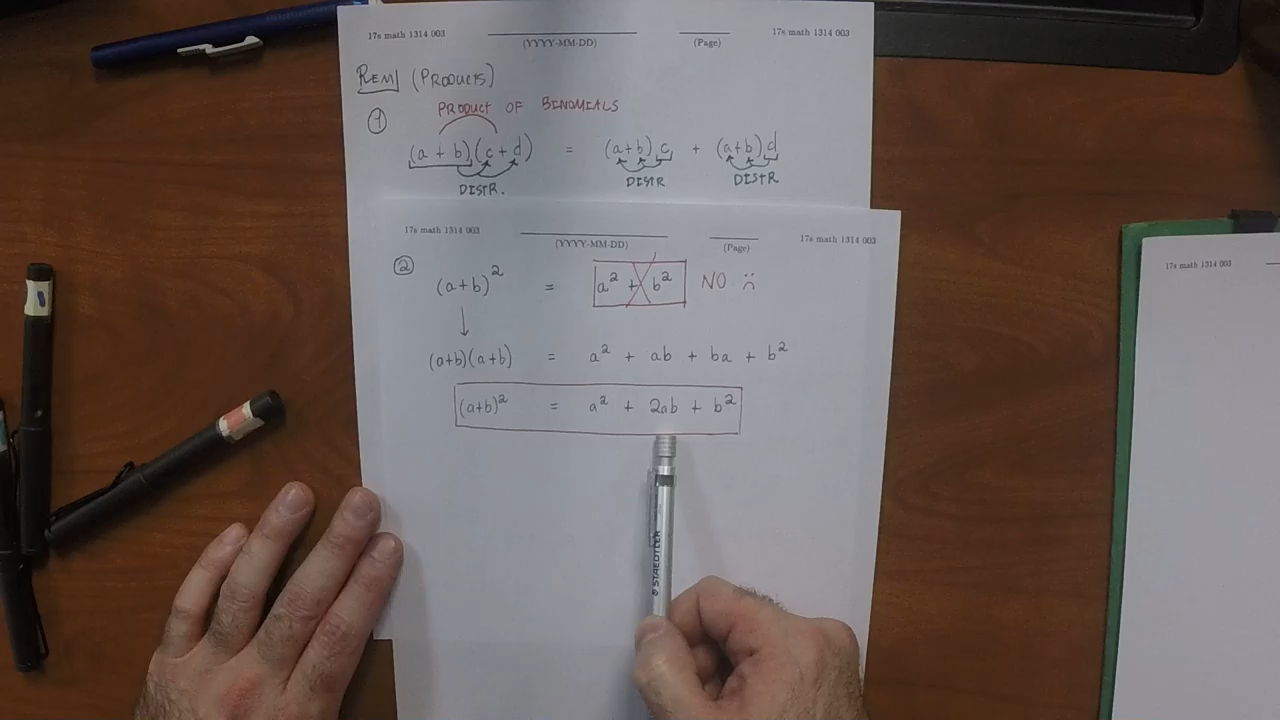 17s math 1314 003
(YYYY-MM-DD)
(Page)
17s math 1314 003
REM (PRODUCTS)
PRODUCT OF BINOMIALS
1
(a + b)(c + d) = (a+b)c + (a+b)d
DISTR. DISTR DISTR
17s math 1314 003
(YYYY-MM-DD)
(Page)
17s math 1314 003
2 (a+b)² = a² + b² NO :(
↓
(a+b)(a+b) = a² + ab + ba + b²
(a+b)² = a² + 2ab + b²
STAEDTLER
17s math 1314 003